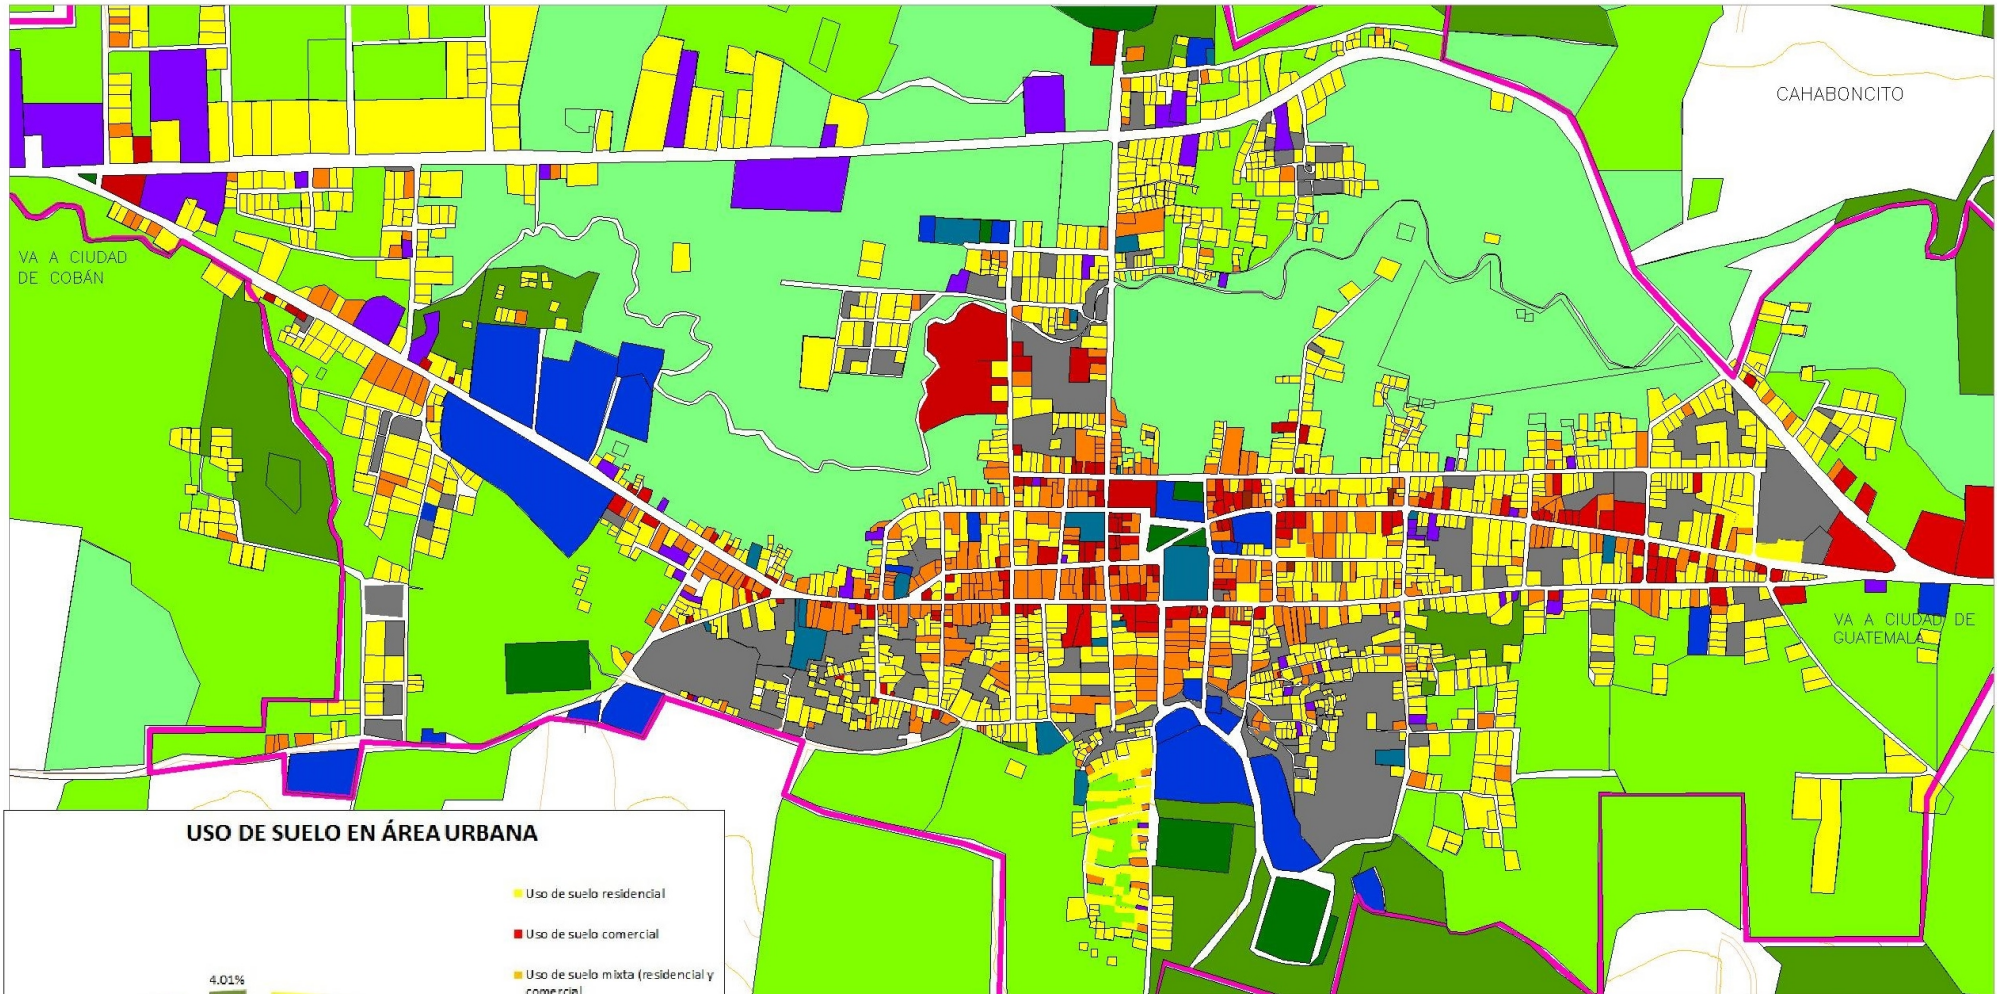 CAHABONCITO
VA A CIUDAD
DE COBÁN
VA A CIUDAD DE
GUATEMALA
USO DE SUELO EN ÁREA URBANA
Uso de suelo residencial
Uso de suelo comercial
Uso de suelo mixta (residencial y
comercial
4.01%